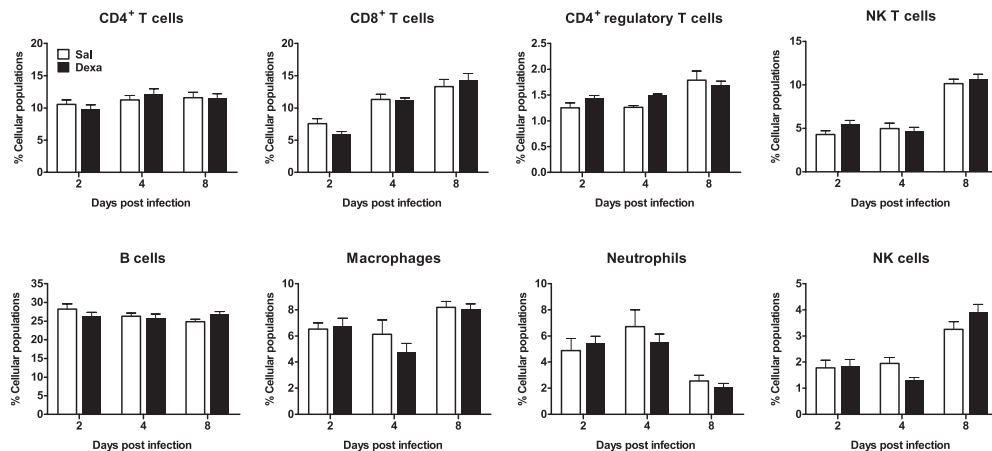 CD4+ T cells
% Cellular populations
20
15
10
5
0
Sal
Dexa
2 4 8
Days post infection
CD8+ T cells
% Cellular populations
20
15
10
5
0
2 4 8
Days post infection
CD4+ regulatory T cells
% Cellular populations
2.5
2.0
1.5
1.0
0.5
0.0
2 4 8
Days post infection
NK T cells
% Cellular populations
15
10
5
0
2 4 8
Days post infection
B cells
% Cellular populations
35
30
25
20
15
10
5
0
2 4 8
Days post infection
Macrophages
% Cellular populations
10
8
6
4
2
0
2 4 8
Days post infection
Neutrophils
% Cellular populations
10
8
6
4
2
0
2 4 8
Days post infection
NK cells
% Cellular populations
5
4
3
2
1
0
2 4 8
Days post infection